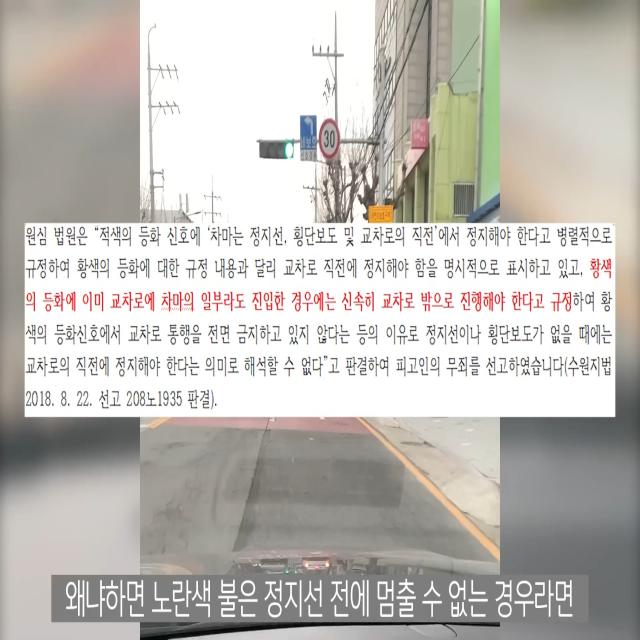 30
원심 법원은 “적색의 등화 신호에 ‘차마는 정지선, 횡단보도 및 교차로의 직전’에서 정지해야 한다고 병렬적으로
규정하여 황색의 등화에 대한 규정 내용과 달리 교차로 직전에 정지해야 함을 명시적으로 표시하고 있고, 황색
의 등화에 이미 교차로에 차마의 일부라도 진입한 경우에는 신속히 교차로 밖으로 진행해야 한다고 규정하여 황
색의 등화신호에서 교차로 통행을 전면 금지하고 있지 않다는 등의 이유로 정지선이나 횡단보도가 없을 때에는
교차로의 직전에 정지해야 한다는 의미로 해석할 수 없다”고 판결하여 피고인의 무죄를 선고하였습니다(수원지법
2018. 8. 22. 선고 208노1935 판결).
왜냐하면 노란색 불은 정지선 전에 멈출 수 없는 경우라면